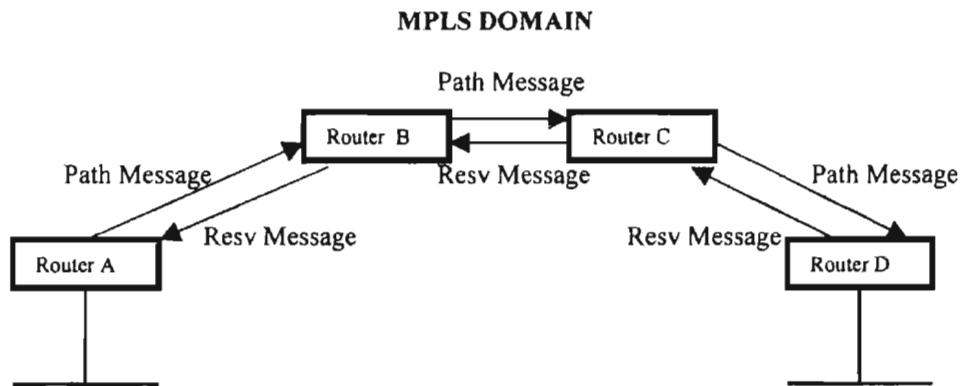 MPLS DOMAIN
Path Message
Router B
Router C
Path Message
Resv Message
Path Message
Resv Message
Resv Message
Router A
Router D